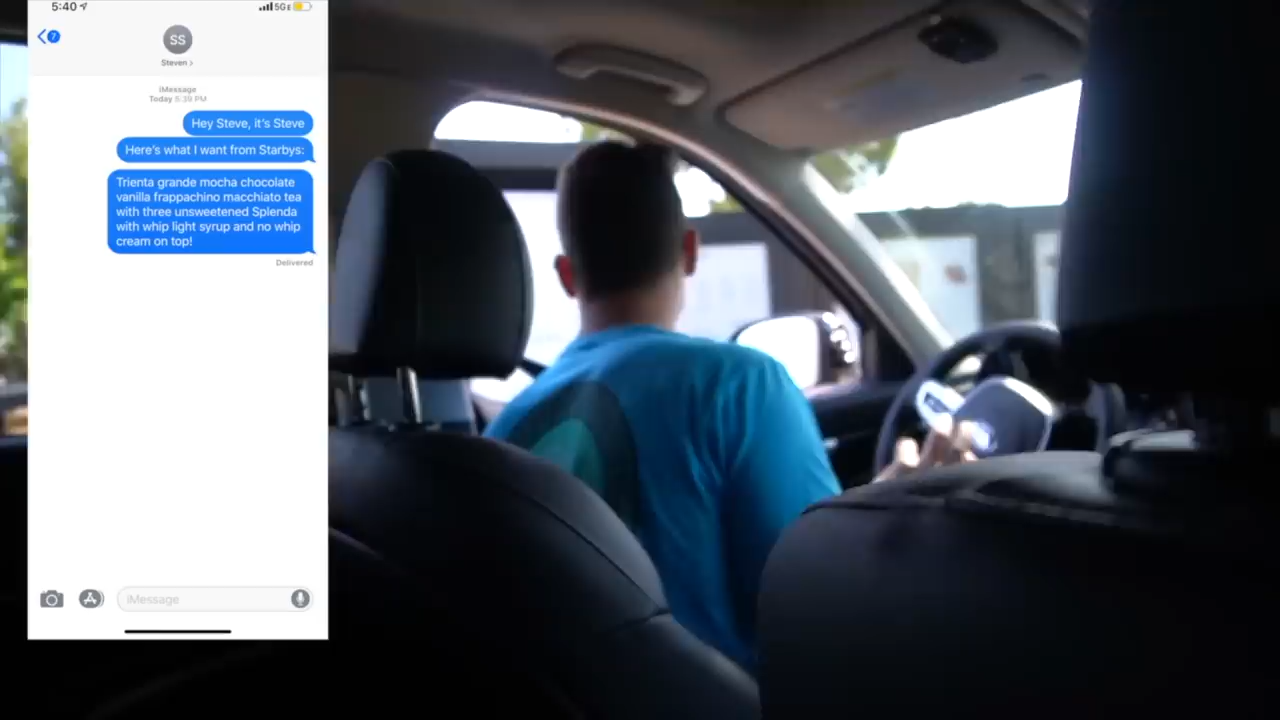 5:40
5GE
7
SS
Steven
iMessage
Today 5:39 PM
Hey Steve, it's Steve
Here's what I want from Starbys:
Trienta grande mocha chocolate
vanilla frappachino macchiato tea
with three unsweetened Splenda
with whip light syrup and no whip
cream on top!
Delivered
iMessage